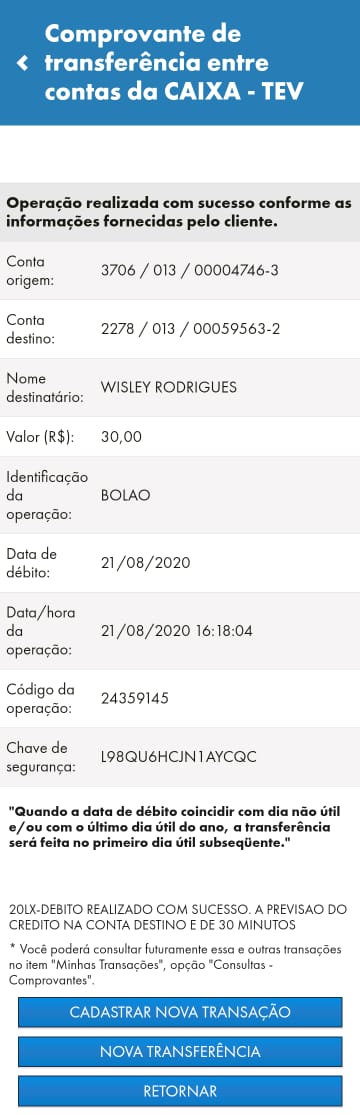 Comprovante de
transferência entre
contas da CAIXA - TEV
Operação realizada com sucesso conforme as
informações fornecidas pelo cliente.
Conta
origem:
3706 / 013 / 00004746-3
Conta
destino:
2278 / 013 / 00059563-2
Nome
destinatário:
WISLEY RODRIGUES
Valor (R$):
30,00
Identificação
da
operação:
BOLAO
Data de
débito:
21/08/2020
Data/hora
da
operação:
21/08/2020 16:18:04
Código da
operação:
24359145
Chave de
segurança:
L98QU6HCJN1AYCQC
"Quando a data de débito coincidir com dia não útil
e/ou com o último dia útil do ano, a transferência
será feita no primeiro dia útil subseqüente."
20LX-DEBITO REALIZADO COM SUCESSO. A PREVISAO DO
CREDITO NA CONTA DESTINO E DE 30 MINUTOS
* Você poderá consultar futuramente essa e outras transações
no item "Minhas Transações", opção "Consultas -
Comprovantes".
CADASTRAR NOVA TRANSAÇÃO
NOVA TRANSFERÊNCIA
RETORNAR